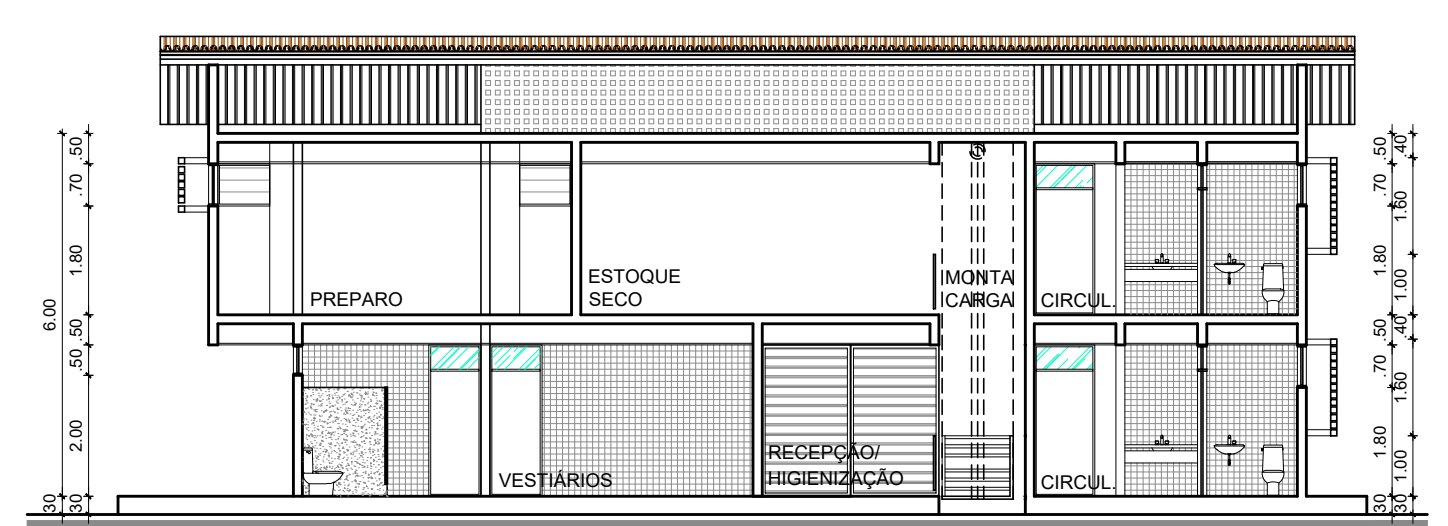 .50
.70
1.80
6.00
.50
.50
2.00
.30
.30
PREPARO
ESTOQUE
SECO
MONTA
CARGA
CIRCUL.
VESTIÁRIOS
RECEPÇÃO/
HIGIENIZAÇÃO
CIRCUL.
.50
.40
.70
1.60
1.80
1.00
.50
.40
.70
1.60
1.80
1.00
.30
.30